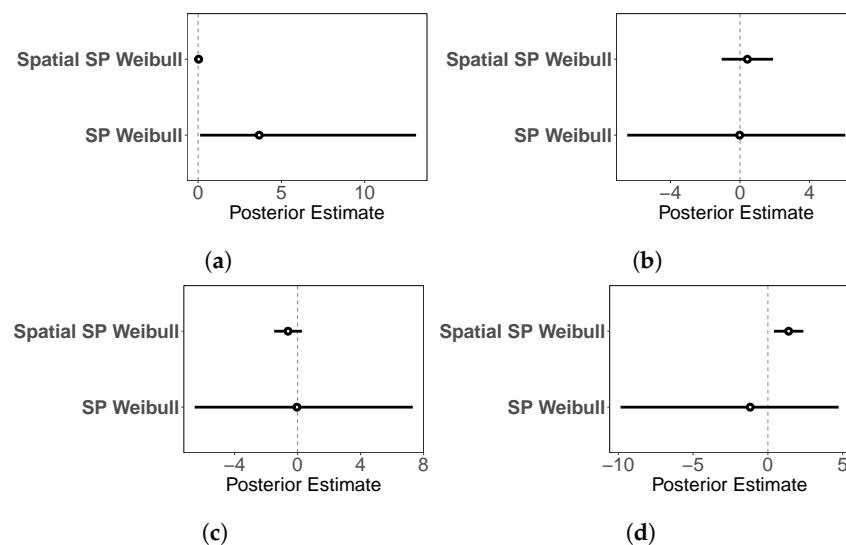 Spatial SP Weibull
SP Weibull
0 5 10
Posterior Estimate
(a)
Spatial SP Weibull
SP Weibull
−4 0 4
Posterior Estimate
(b)
Spatial SP Weibull
SP Weibull
−4 0 4 8
Posterior Estimate
(c)
Spatial SP Weibull
SP Weibull
−10 −5 0 5
Posterior Estimate
(d)